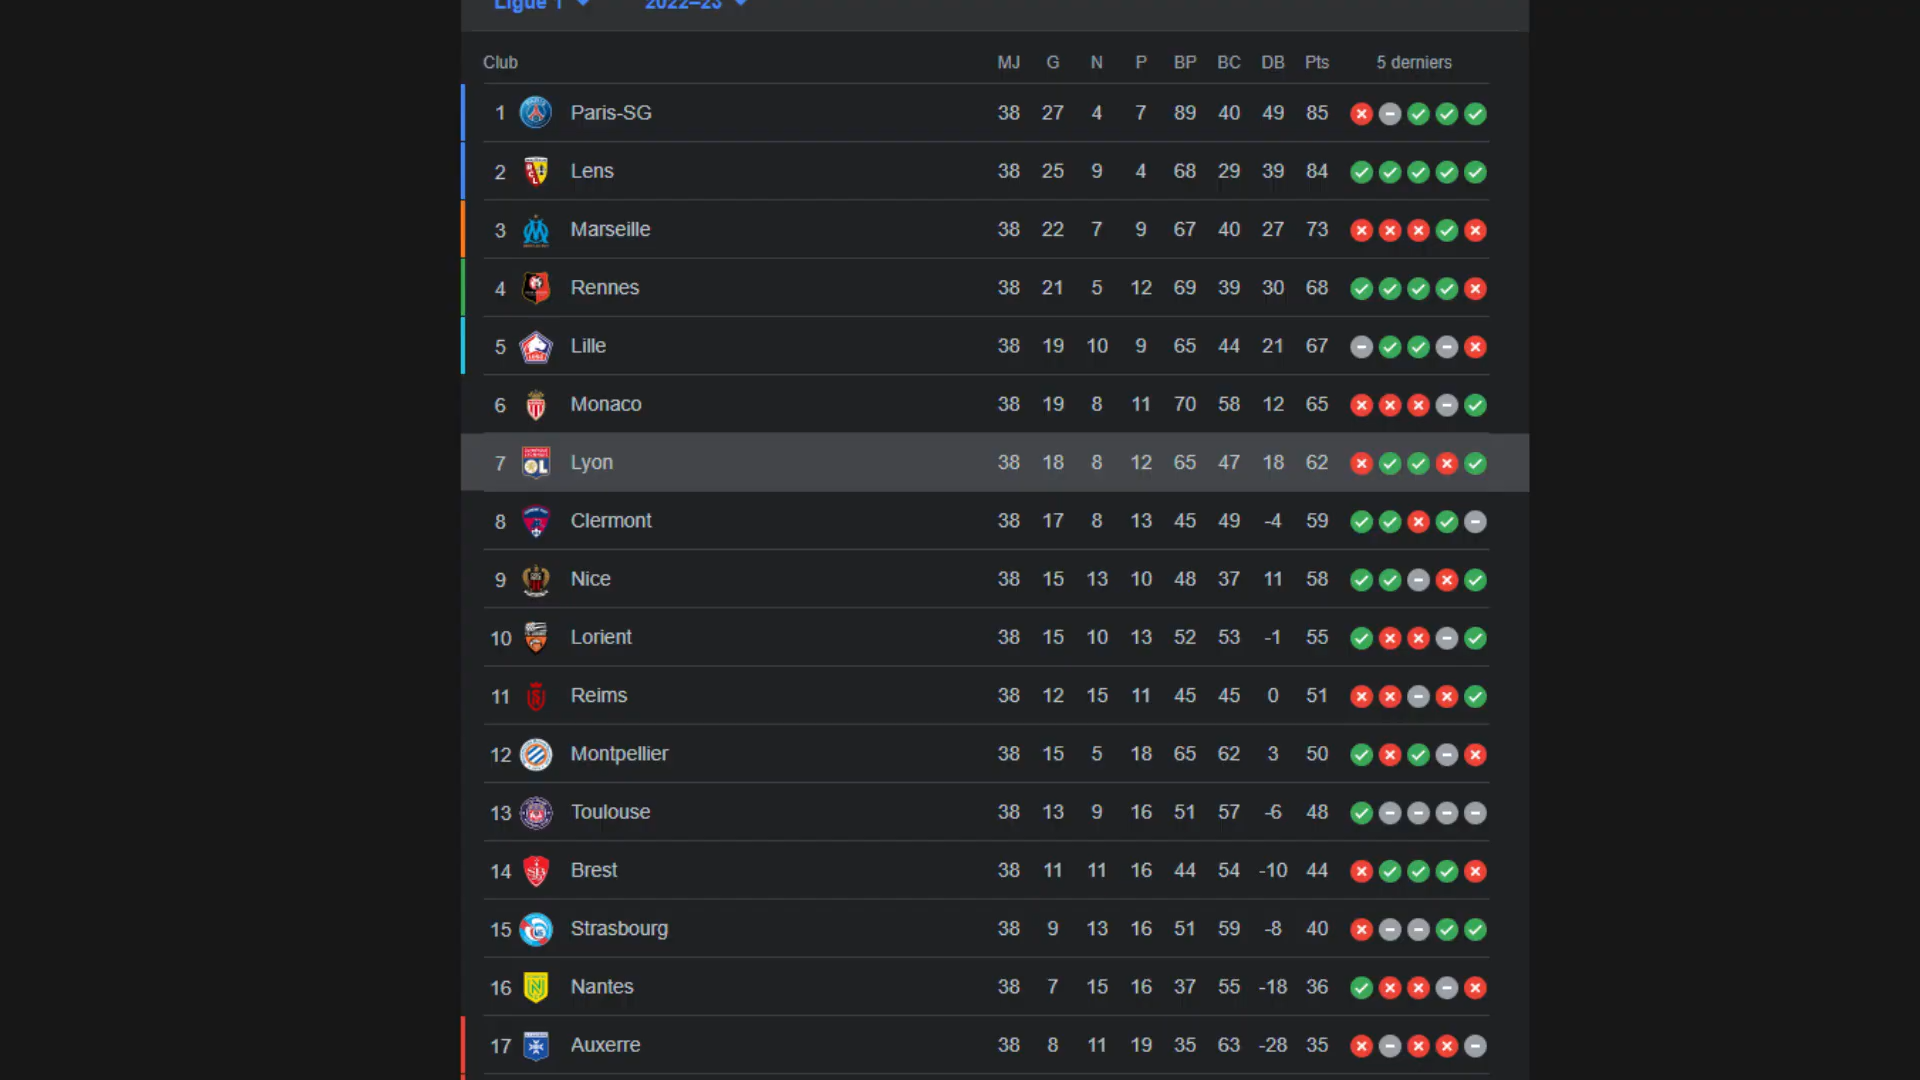 Ligue 1 2022–23
Club MJ G N P BP BC DB Pts 5 derniers
1 Paris-SG 38 27 4 7 89 40 49 85
2 Lens 38 25 9 4 68 29 39 84
3 Marseille 38 22 7 9 67 40 27 73
4 Rennes 38 21 5 12 69 39 30 68
5 Lille 38 19 10 9 65 44 21 67
6 Monaco 38 19 8 11 70 58 12 65
7 OL Lyon 38 18 8 12 65 47 18 62
8 Clermont 38 17 8 13 45 49 -4 59
9 Nice 38 15 13 10 48 37 11 58
10 Lorient 38 15 10 13 52 53 -1 55
11 Reims 38 12 15 11 45 45 0 51
12 Montpellier 38 15 5 18 65 62 3 50
13 Toulouse 38 13 9 16 51 57 -6 48
14 Brest 38 11 11 16 44 54 -10 44
15 Strasbourg 38 9 13 16 51 59 -8 40
16 Nantes 38 7 15 16 37 55 -18 36
17 Auxerre 38 8 11 19 35 63 -28 35